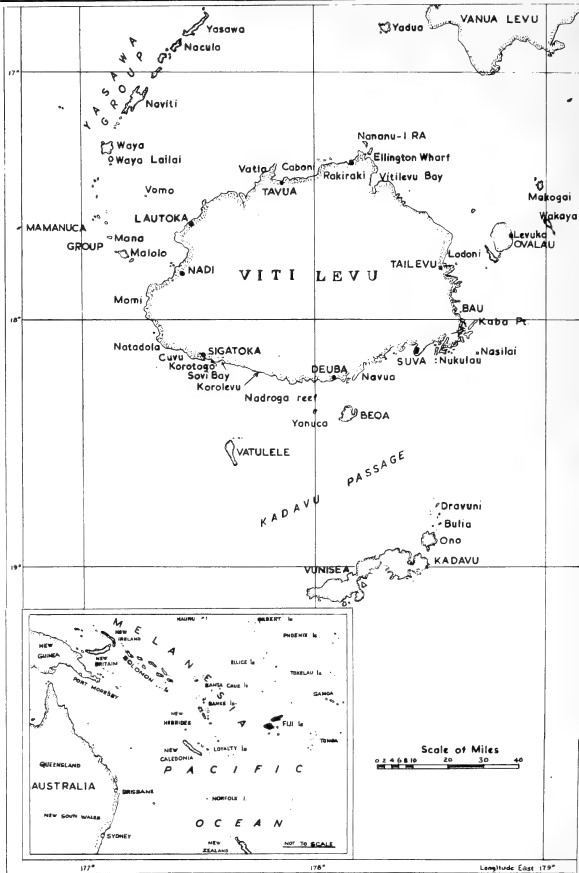 Yasawa
Nacula
YASAWA GROUP
Naviti
Yadua
VANUA LEVU
17°
Waya
Waya Lailai
Nananu-I RA
Vatia
Cabani
Ellington Wharf
Rakiraki
Vitilevu Bay
TAVUA
Vomo
Makogai
Wakaya
LAUTOKA
MAMANUCA
GROUP
Mana
Malolo
Levuka
OVALAU
NADI
VITI LEVU
TAILEVU
Lodoni
Momi
BAU
Kaba Pt.
18°
Natadola
Cuvu
SIGATOKA
Korotogo
Sovi Bay
Korolevu
DEUBA
Navua
SUVA
Nukulau
Nasilai
Nadroga reef
Yanuca
BEQA
VATULELE
KADAVU PASSAGE
Dravuni
Bulia
Ono
19°
VUNISEA
KADAVU
MELANESIA
NAURU I
GILBERT Is
NEW IRELAND
PHOENIX Is
NEW GUINEA
NEW BRITAIN
SOLOMON Is
ELLICE Is
TOKELAU Is
PORT MORESBY
SANTA CRUZ Is
SAMOA
BANKS Is
NEW HEBRIDES
FIJI Is
LOYALTY Is
TONGA
NEW CALEDONIA
QUEENSLAND
PACIFIC
AUSTRALIA
BRISBANE
NORFOLK I
NEW SOUTH WALES
OCEAN
SYDNEY
NEW ZEALAND
NOT TO SCALE
Scale of Miles
0 2 4 6 8 10 20 30 40
177°
178°
Longitude East 179°